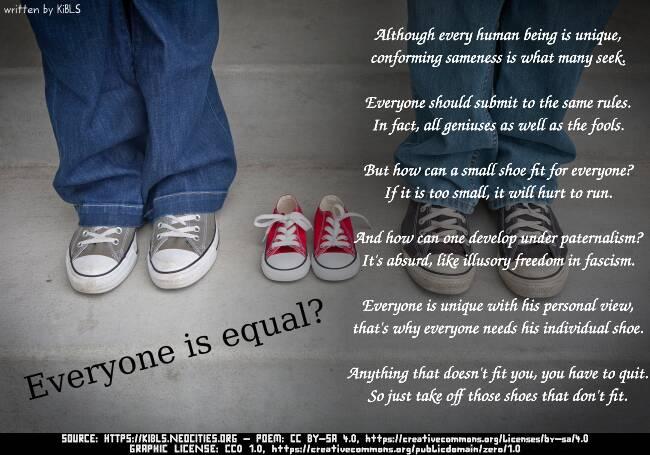 written by KiBLS
Although every human being is unique,
conforming sameness is what many seek.
Everyone should submit to the same rules.
In fact, all geniuses as well as the fools.
But how can a small shoe fit for everyone?
If it is too small, it will hurt to run.
And how can one develop under paternalism?
It's absurd, like illusory freedom in fascism.
Everyone is unique with his personal view,
that's why everyone needs his individual shoe.
Anything that doesn't fit you, you have to quit.
So just take off those shoes that don't fit.
Everyone is equal?
SOURCE: HTTPS://KIBLS.NEOCITIES.ORG – POEM: CC BY-SA 4.0, https://creativecommons.org/licenses/by-sa/4.0
GRAPHIC LICENSE: CC0 1.0, https://creativecommons.org/publicdomain/zero/1.0